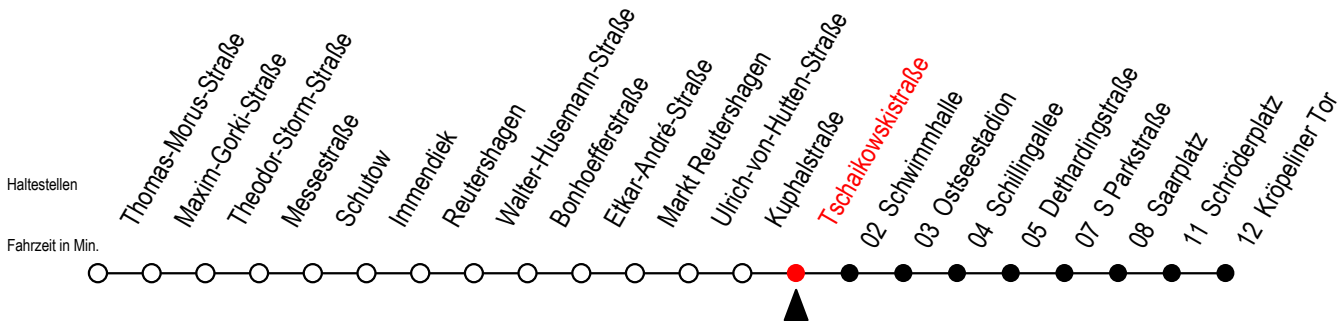 Haltestellen
Thomas-Morus-Straße
Maxim-Gorki-Straße
Theodor-Storm-Straße
Messestraße
Schutow
Immendiek
Reutershagen
Walter-Husemann-Straße
Bonhoefferstraße
Etkar-André-Straße
Markt Reutershagen
Ulrich-von-Hutten-Straße
Kuphalstraße
Tschaikowskistraße
02 Schwimmhalle
03 Ostseestadion
04 Schillingallee
05 Dethardingstraße
07 S Parkstraße
08 Saarplatz
11 Schröderplatz
12 Kröpeliner Tor
Fahrzeit in Min.